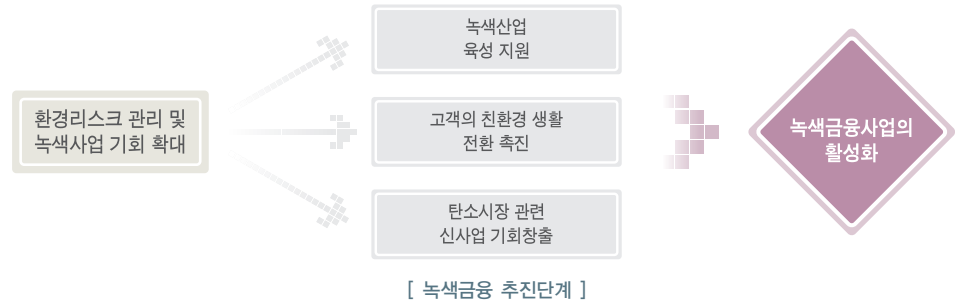 환경리스크 관리 및
녹색사업 기회 확대
녹색산업
육성 지원
고객의 친환경 생활
전환 촉진
탄소시장 관련
신사업 기회창출
녹색금융사업의
활성화
[ 녹색금융 추진단계 ]